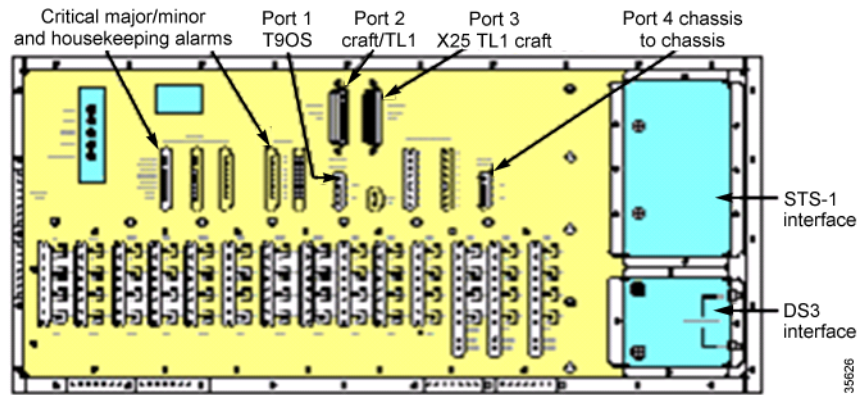 Critical major/minor
and housekeeping alarms
Port 1
T9OS
Port 2
craft/TL1
Port 3
X25 TL1 craft
Port 4 chassis
to chassis
STS-1
interface
DS3
interface
35626